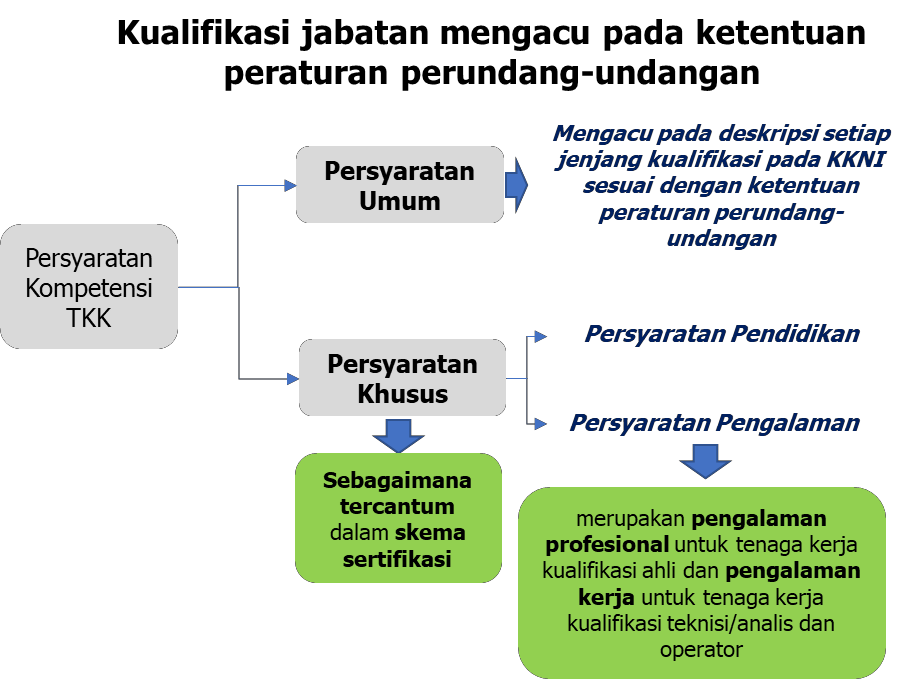 Kualifikasi jabatan mengacu pada ketentuan
peraturan perundang-undangan
Persyaratan
Kompetensi
TKK
Persyaratan
Umum
Mengacu pada deskripsi setiap
jenjang kualifikasi pada KKNI
sesuai dengan ketentuan
peraturan perundang-
undangan
Persyaratan
Khusus
Persyaratan Pendidikan
Persyaratan Pengalaman
Sebagaimana
tercantum
dalam skema
sertifikasi
merupakan pengalaman
profesional untuk tenaga kerja
kualifikasi ahli dan pengalaman
kerja untuk tenaga kerja
kualifikasi teknisi/analis dan
operator